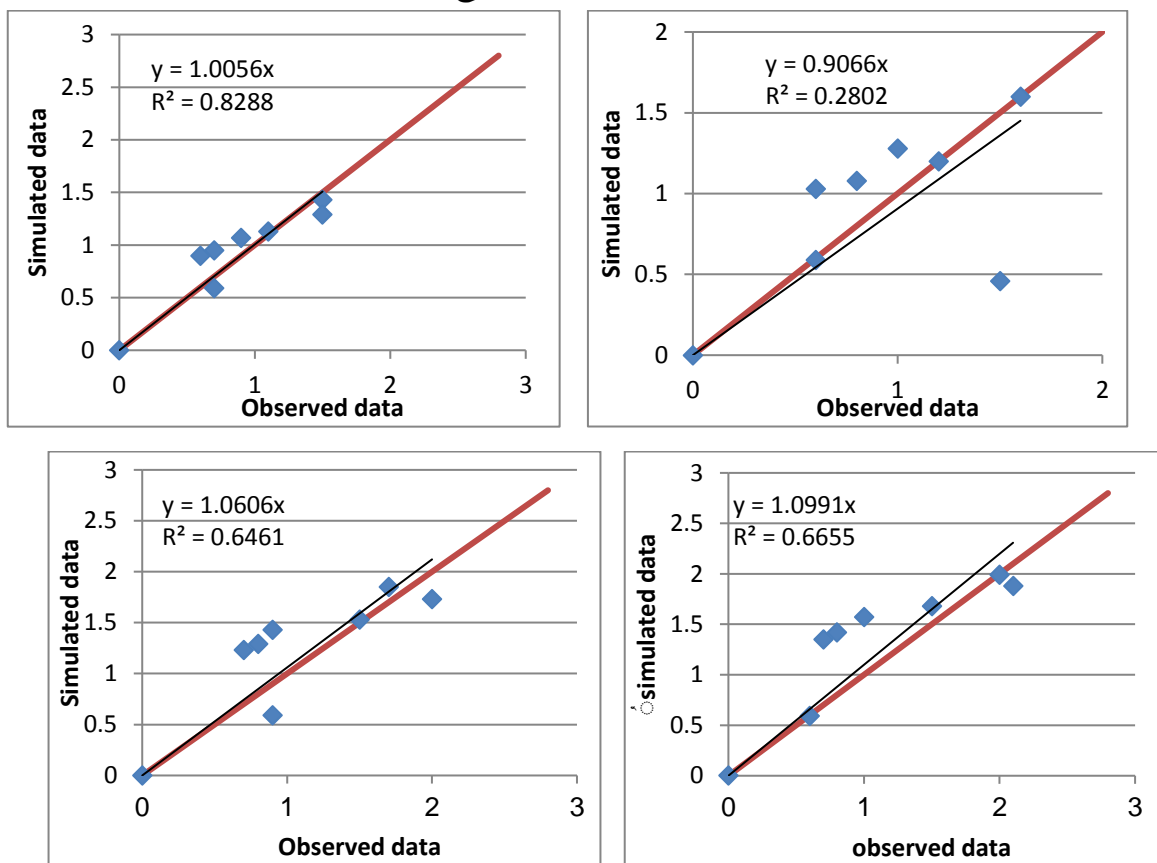 3
2.5
2
1.5
1
0.5
0
y = 1.0056x
R² = 0.8288
Simulated data
0 1 2 3
Observed data
2
1.5
1
0.5
0
y = 0.9066x
R² = 0.2802
Simulated data
0 1 2
Observed data
3
2.5
2
1.5
1
0.5
0
y = 1.0606x
R² = 0.6461
Simulated data
0 1 2 3
Observed data
3
2.5
2
1.5
1
0.5
0
y = 1.0991x
R² = 0.6655
simulated data
0 1 2 3
observed data